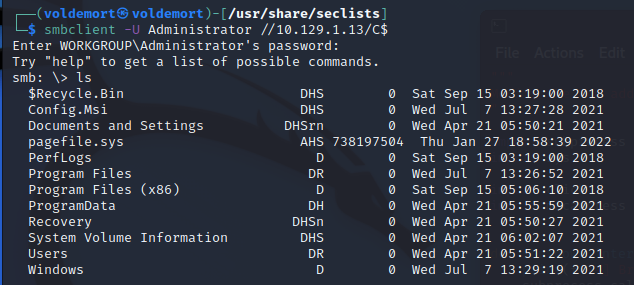 File Actions Edit
┌──(voldemort㉿voldemort)-[/usr/share/seclists]
└─$ smbclient -U Administrator //10.129.1.13/C$
Enter WORKGROUP\Administrator's password:
Try "help" to get a list of possible commands.
smb: \> ls
  $Recycle.Bin                      DHS        0  Sat Sep 15 03:19:00 2018
  Config.Msi                        DHS        0  Wed Jul  7 13:27:28 2021
  Documents and Settings          DHSrn        0  Wed Apr 21 05:50:21 2021
  pagefile.sys                      AHS 738197504  Thu Jan 27 18:58:39 2022
  PerfLogs                            D        0  Sat Sep 15 03:19:00 2018
  Program Files                      DR        0  Wed Jul  7 13:26:52 2021
  Program Files (x86)                 D        0  Sat Sep 15 05:06:10 2018
  ProgramData                        DH        0  Wed Apr 21 05:55:59 2021
  Recovery                         DHSn        0  Wed Apr 21 05:50:27 2021
  System Volume Information         DHS        0  Wed Apr 21 06:02:07 2021
  Users                              DR        0  Wed Apr 21 05:51:22 2021
  Windows                             D        0  Wed Jul  7 13:29:19 2021